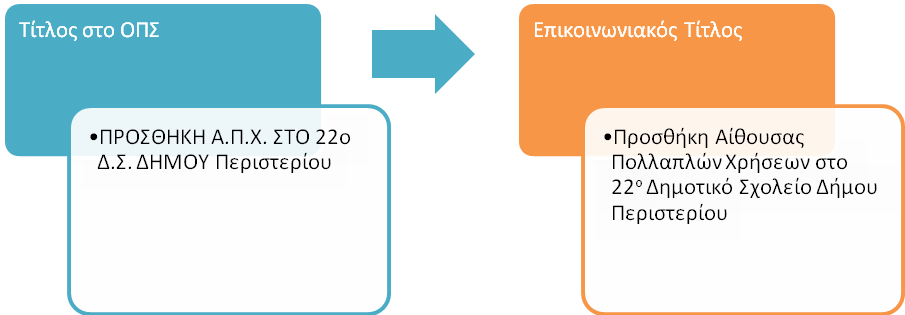 Τίτλος στο ΟΠΣ
•ΠΡΟΣΘΗΚΗ Α.Π.Χ. ΣΤΟ 22ο
Δ.Σ. ΔΗΜΟΥ Περιστερίου
Επικοινωνιακός Τίτλος
•Προσθήκη Αίθουσας
Πολλαπλών Χρήσεων στο
22ο Δημοτικό Σχολείο Δήμου
Περιστερίου